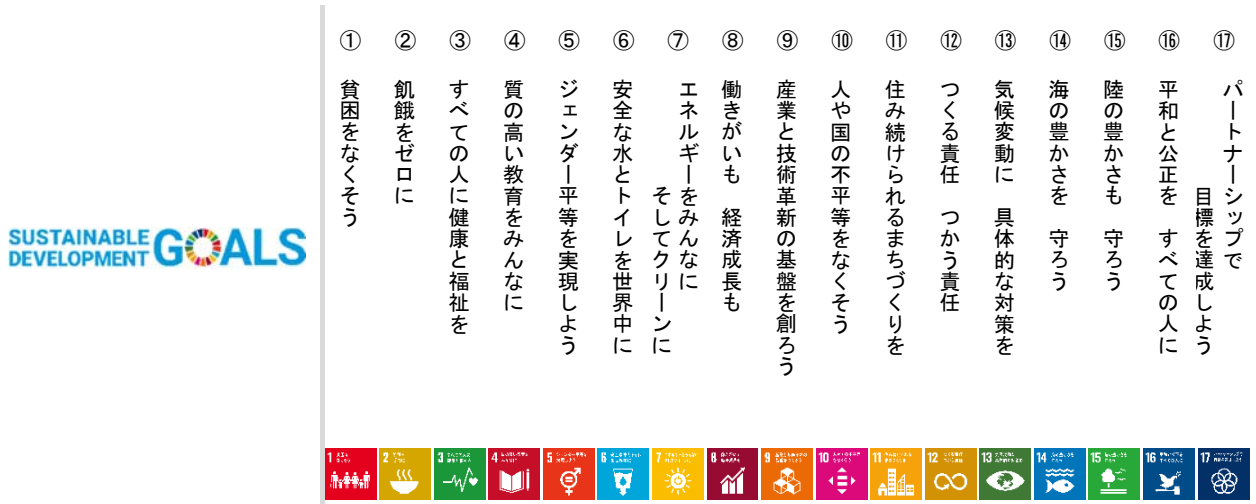 SUSTAINABLE
DEVELOPMENT
GOALS
①
貧困をなくそう
②
飢餓をゼロに
③
すべての人に健康と福祉を
④
質の高い教育をみんなに
⑤
ジェンダー平等を実現しよう
⑥
安全な水とトイレを世界中に
⑦
エネルギーをみんなに
そしてクリーンに
⑧
働きがいも　経済成長も
⑨
産業と技術革新の基盤を創ろう
⑩
人や国の不平等をなくそう
⑪
住み続けられるまちづくりを
⑫
つくる責任　つかう責任
⑬
気候変動に　具体的な対策を
⑭
海の豊かさを　守ろう
⑮
陸の豊かさも　守ろう
⑯
平和と公正を　すべての人に
⑰
パートナーシップで
目標を達成しよう
1
2
3
4
5
6
7
8
9
10
11
12
13
14
15
16
17